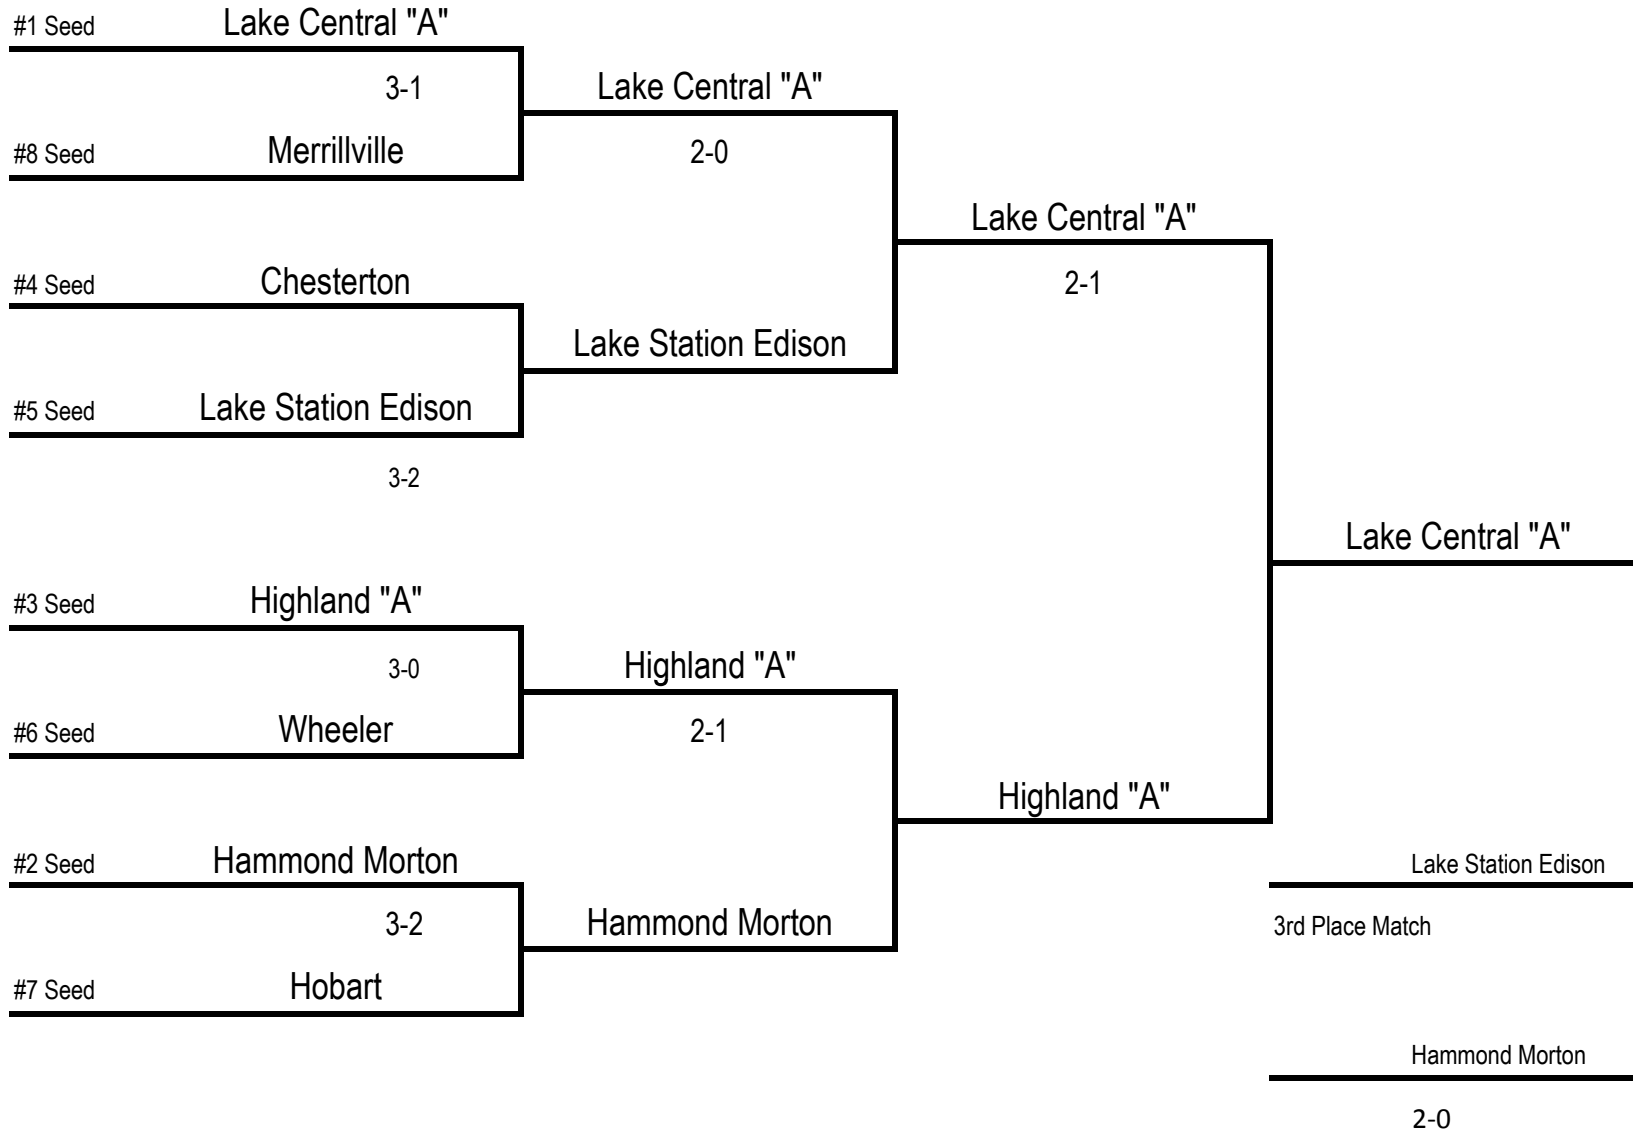 #1 Seed Lake Central "A"
3-1
Lake Central "A"
#8 Seed Merrillville
2-0
Lake Central "A"
#4 Seed Chesterton
2-1
Lake Station Edison
#5 Seed Lake Station Edison
3-2
Lake Central "A"
#3 Seed Highland "A"
3-0
Highland "A"
#6 Seed Wheeler
2-1
Highland "A"
#2 Seed Hammond Morton
Lake Station Edison
3-2
Hammond Morton
3rd Place Match
#7 Seed Hobart
Hammond Morton
2-0